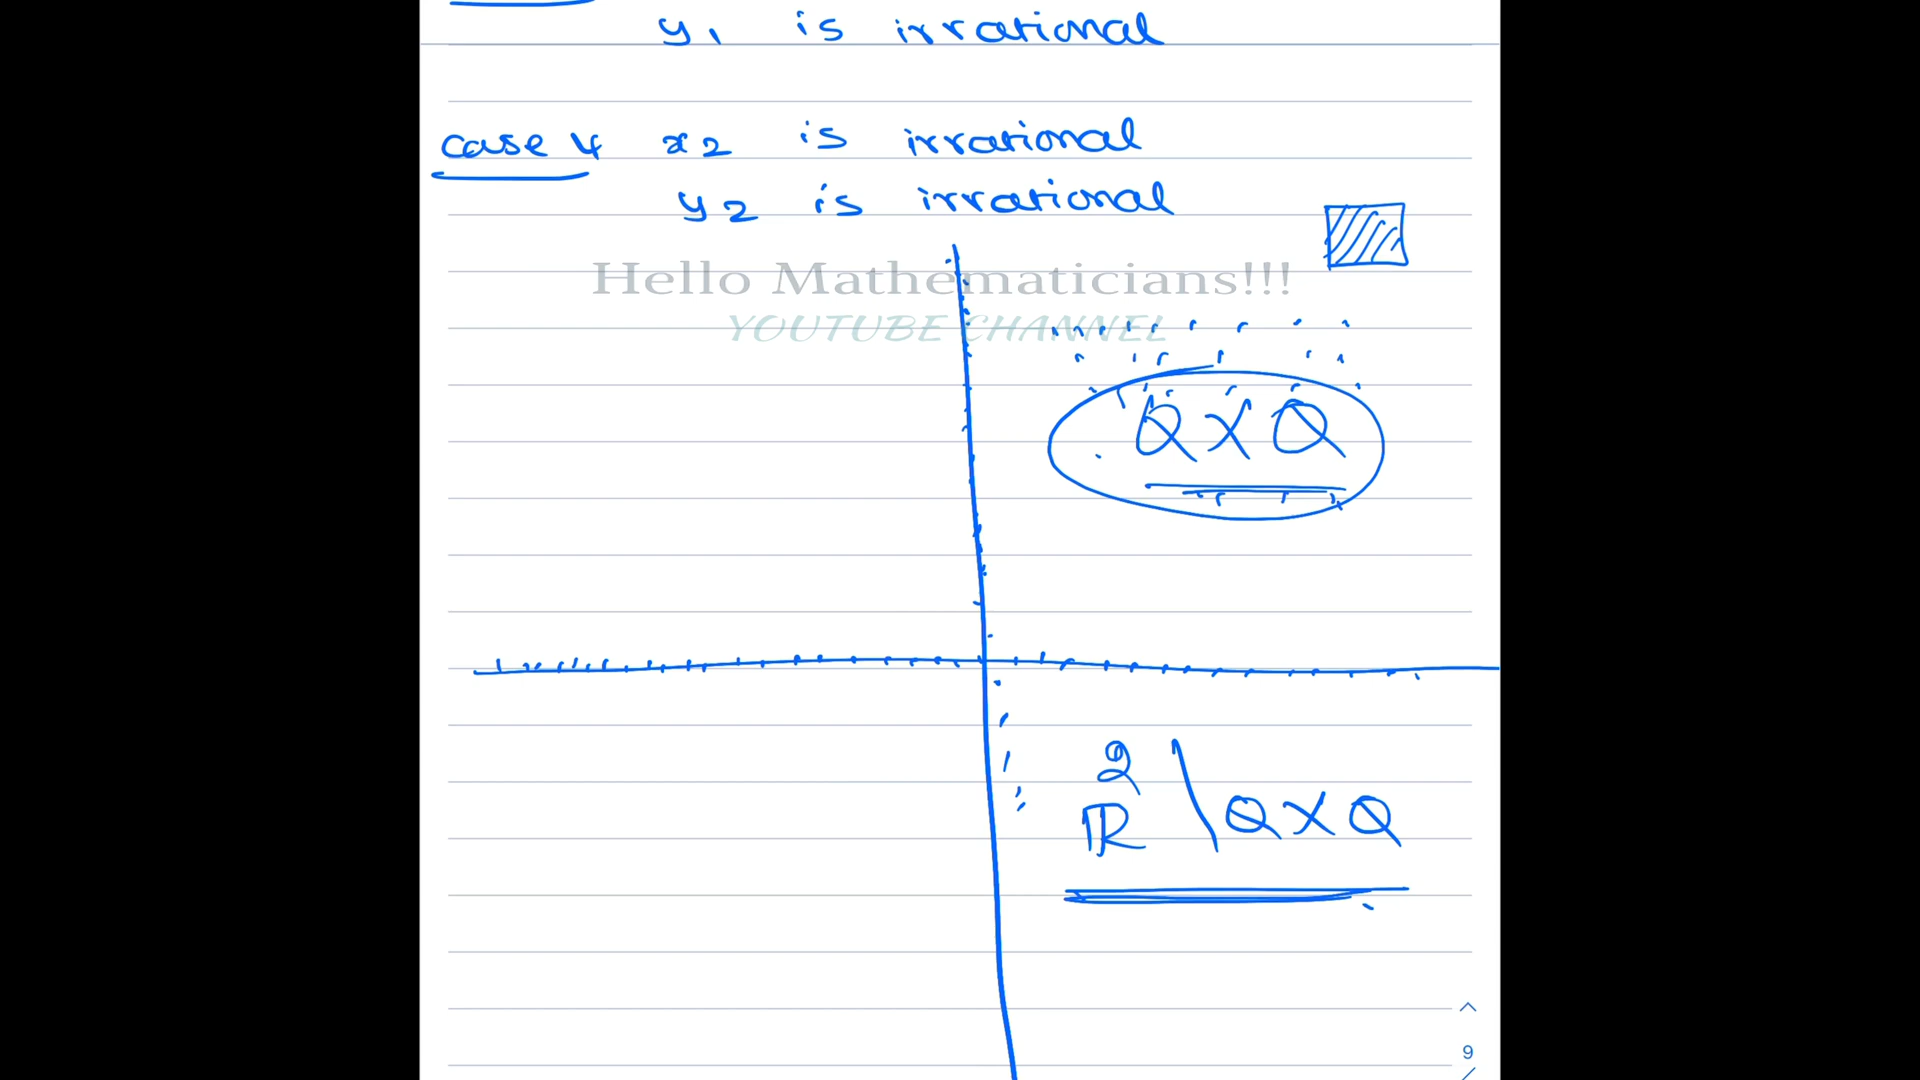 y1 is irrational
case 4 x2 is irrational
y2 is irrational
Hello Mathematicians!!!
YOUTUBE CHANNEL
Q×Q
ℝ² \ Q×Q
9